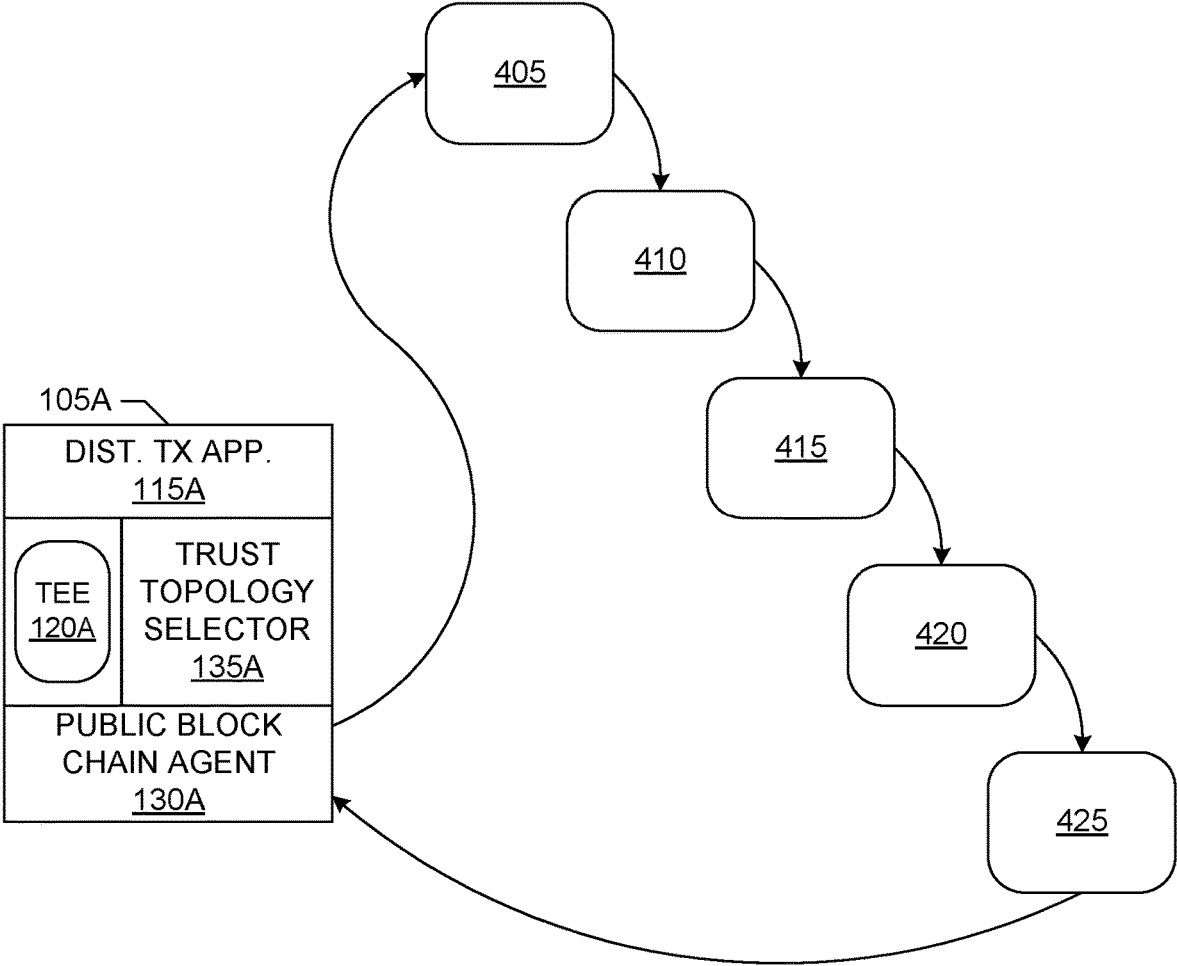 405
410
415
420
425
105A
DIST. TX APP.
115A
TEE
120A
TRUST
TOPOLOGY
SELECTOR
135A
PUBLIC BLOCK
CHAIN AGENT
130A